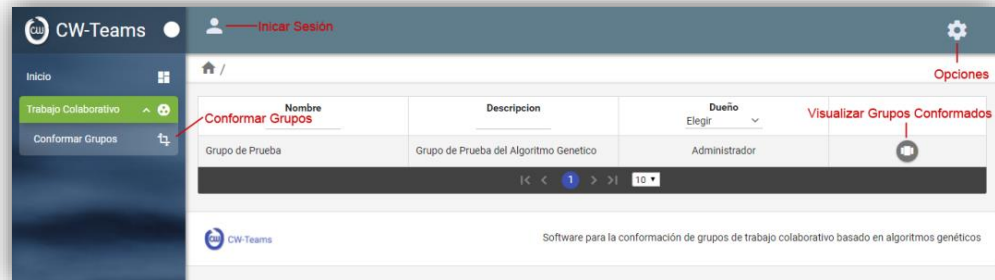 CW-Teams
Inicar Sesión
Opciones
Inicio
/
Trabajo Colaborativo
Conformar Grupos
Conformar Grupos
Nombre
Descripcion
Dueño
Elegir
Visualizar Grupos Conformados
Grupo de Prueba
Grupo de Prueba del Algoritmo Genetico
Administrador
1
10
CW-Teams
Software para la conformación de grupos de trabajo colaborativo basado en algoritmos genéticos